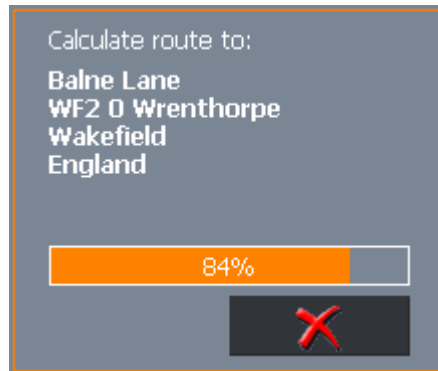 Calculate route to:
Balne Lane
WF2 0 Wrenthorpe
Wakefield
England
84%